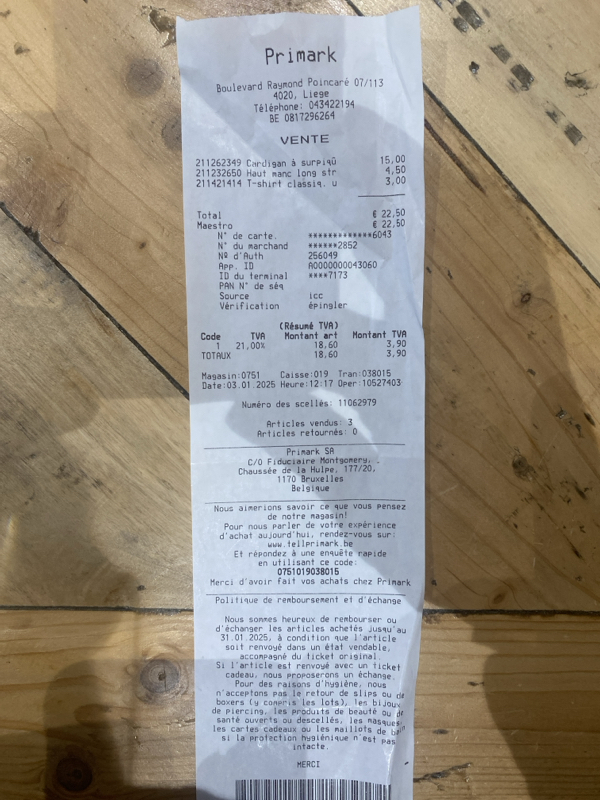 Primark
Boulevard Raymond Poincaré 07/113
4020, Liege
Téléphone: 043422194
BE 0817296264
VENTE
211262349 Cardigan à surpiqû 15,00
211232650 Haut manc long str 4,50
211421414 T-shirt classiq. u 3,00
Total € 22,50
Maestro € 22,50
N° de carte. *************6043
N° du marchand ******2852
Nº d'Auth 256049
App. ID A0000000043060
ID du terminal ****7173
PAN N° de séq
Source icc
Vérification épingler
(Résumé TVA)
Code TVA Montant art Montant TVA
1 21,00% 18,60 3,90
TOTAUX 18,60 3,90
Magasin:0751 Caisse:019 Tran:038015
Date:03.01.2025 Heure:12:17 Oper:10527403
Numéro des scellés: 11062979
Articles vendus: 3
Articles retournés: 0
Primark SA
C/O Fiduciaire Montgomery,
Chaussée de la Hulpe, 177/20,
1170 Bruxelles
Belgique
Nous aimerions savoir ce que vous pensez
de notre magasin!
Pour nous parler de votre expérience
d'achat aujourd'hui, rendez-vous sur:
www.tellprimark.be
Et répondez à une enquête rapide
en utilisant ce code:
0751019038015
Merci d'avoir fait vos achats chez Primark
Politique de remboursement et d'échange
Nous sommes heureux de rembourser ou
d'échanger les articles achetés jusqu'au
31.01.2025, à condition que l'article
soit renvoyé dans un état vendable,
accompagné du ticket original.
Si l'article est renvoyé avec un ticket
cadeau, nous proposerons un échange.
Pour des raisons d'hygiène, nous
n'acceptons pas le retour de slips ou de
boxers (y compris les lots), les bijoux
de piercing, les produits de beauté ou de
santé ouverts ou descellés, les masques,
les cartes cadeaux ou les maillots de bain
si la protection hygiénique n'est pas
intacte.
MERCI